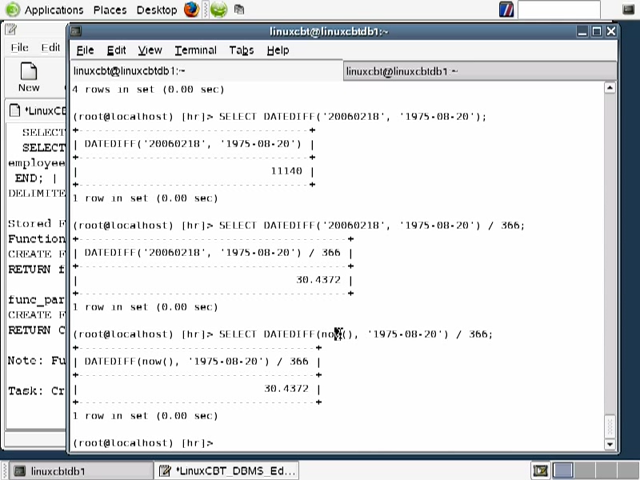 Applications Places Desktop
linuxcbt@linuxcbtdb1:~
File Edit
File Edit View Terminal Tabs Help
New
linuxcbt@linuxcbtdb1:~
linuxcbt@linuxcbtdb1 ~
*LinuxCB
4 rows in set (0.00 sec)
(root@localhost) [hr]> SELECT DATEDIFF('20060218', '1975-08-20');
| DATEDIFF('20060218', '1975-08-20') |
| 11140 |
1 row in set (0.00 sec)
(root@localhost) [hr]> SELECT DATEDIFF('20060218', '1975-08-20') / 366;
| DATEDIFF('20060218', '1975-08-20') / 366 |
| 30.4372 |
1 row in set (0.00 sec)
(root@localhost) [hr]> SELECT DATEDIFF(now(), '1975-08-20') / 366;
| DATEDIFF(now(), '1975-08-20') / 366 |
| 30.4372 |
1 row in set (0.00 sec)
(root@localhost) [hr]>
SELECT
SELECT
employee
END; |
DELIMITE
Stored F
Function
CREATE F
RETURN f
func_par
CREATE F
RETURN C
Note: Fu
Task: Cr
linuxcbtdb1
*LinuxCBT_DBMS_Ed...